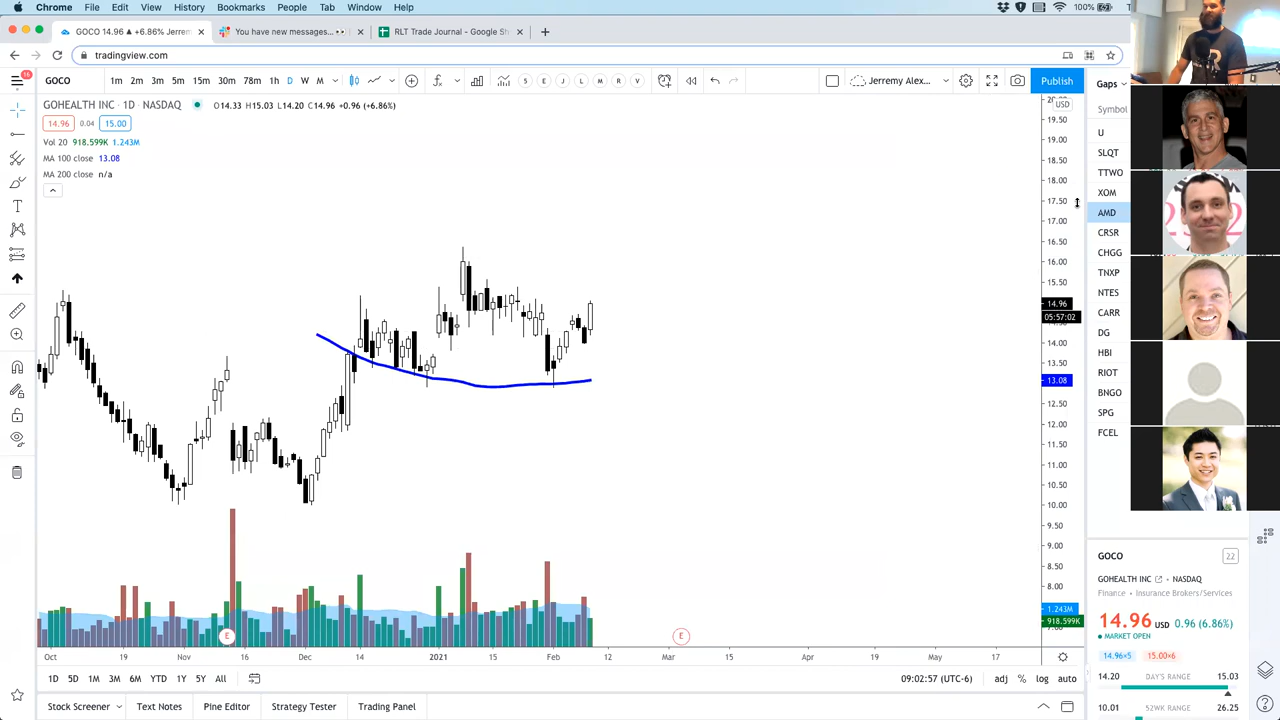 Chrome File Edit View History Bookmarks People Tab Window Help 100%
GOCO 14.96 ▲ +6.86% Jerrem × You have new messages... × RLT Trade Journal - Google Sh × +
tradingview.com
16 GOCO 1m 2m 3m 5m 15m 30m 78m 1h D W M 5 E J L M R V Jeremmy Alex... Publish Gaps
GOHEALTH INC · 1D · NASDAQ O14.33 H15.03 L14.20 C14.96 +0.96 (+6.86%) USD Symbol
14.96 0.04 15.00
Vol 20 918.599K 1.243M
MA 100 close 13.08
MA 200 close n/a
19.50
19.00
18.50
18.00
17.50
17.00
16.50
16.00
15.50
14.96
05:57:02
14.00
13.50
13.08
12.50
12.00
11.50
11.00
10.50
10.00
9.50
9.00
8.50
8.00
1.243M
918.599K
U
SLQT
TTWO
XOM
AMD
CRSR
CHGG
TNXP
NTES
CARR
DG
HBI
RIOT
BNGO
SPG
FCEL
E E
Oct 19 Nov 16 Dec 14 2021 15 Feb 12 Mar 15 Apr 19 May 17
1D 5D 1M 3M 6M YTD 1Y 5Y All 09:02:57 (UTC-6) adj % log auto
Stock Screener Text Notes Pine Editor Strategy Tester Trading Panel
GOCO 22
GOHEALTH INC · NASDAQ
Finance · Insurance Brokers/Services
14.96 USD 0.96 (6.86%)
MARKET OPEN
14.96×5 15.00×6
14.20 DAY'S RANGE 15.03
10.01 52WK RANGE 26.25